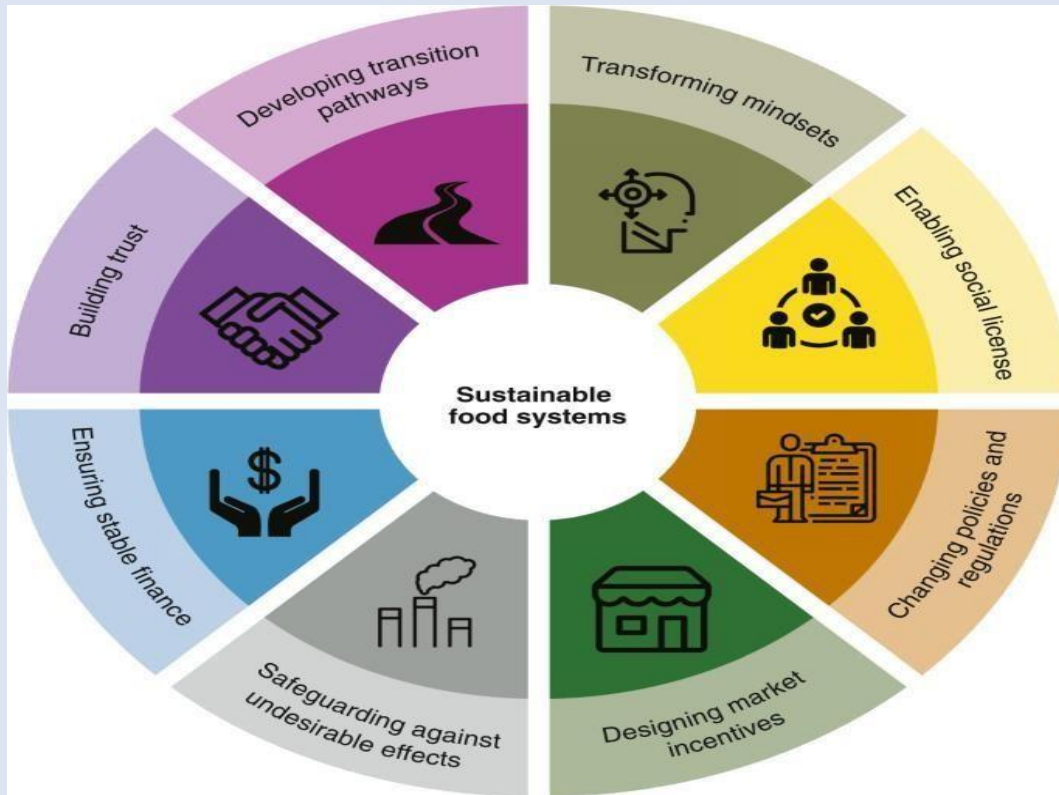 Developing transition
pathways
Transforming mindsets
Enabling social license
Changing policies and
regulations
Designing market
incentives
Safeguarding against
undesirable effects
Ensuring stable finance
$
Building trust
Sustainable
food systems